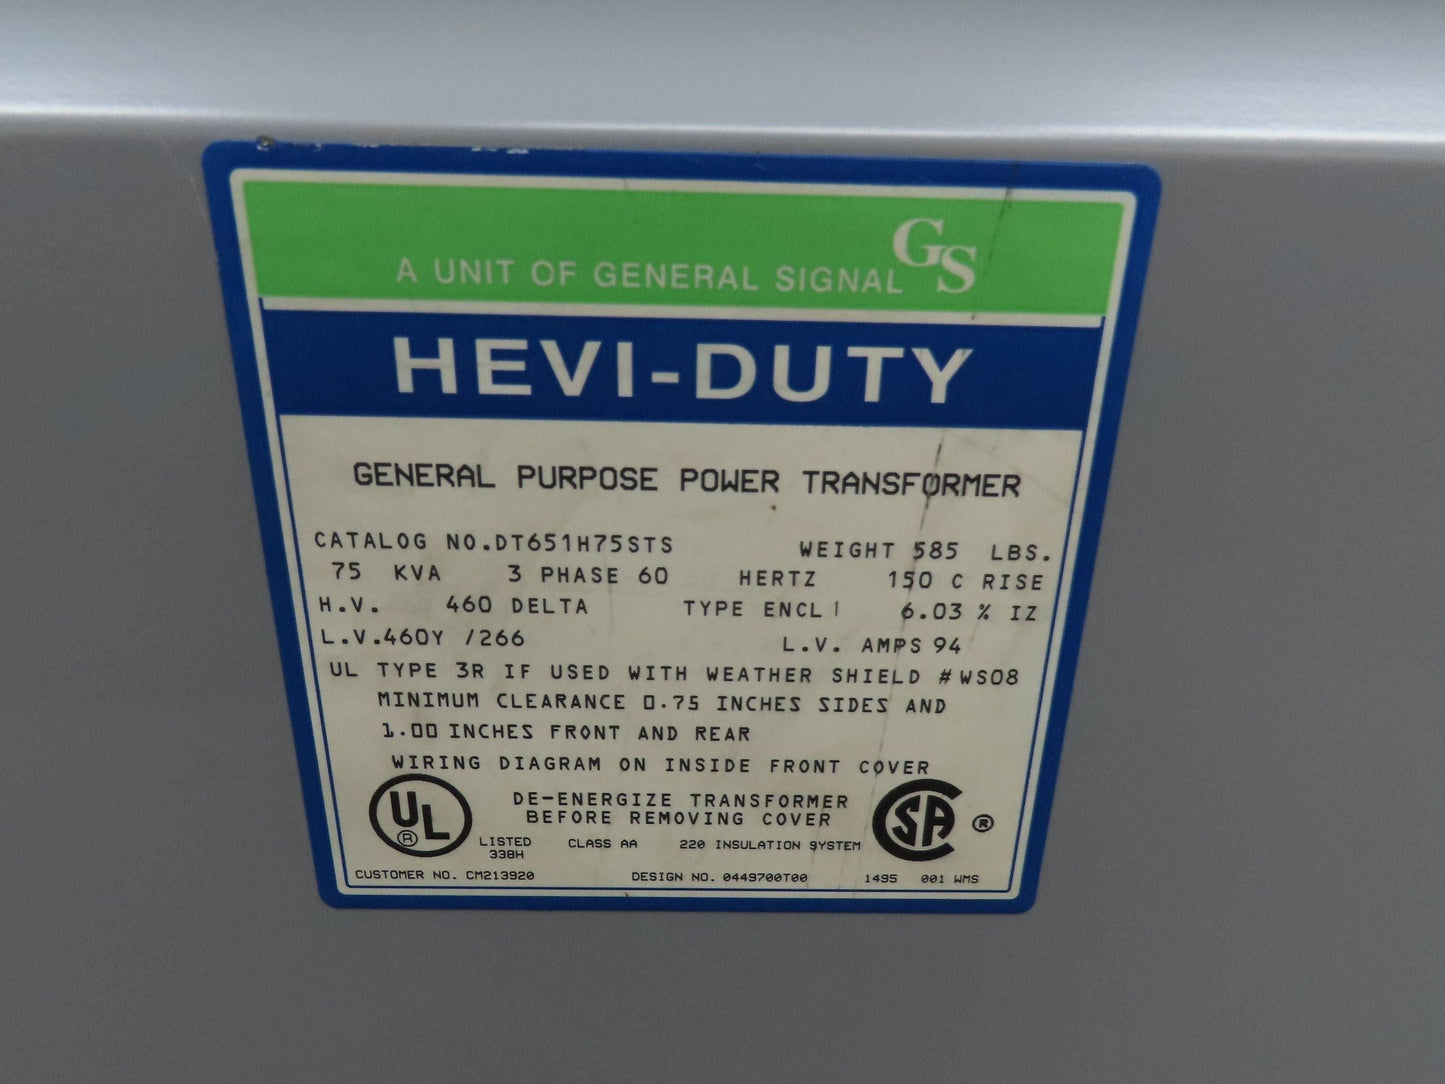 A UNIT OF GENERAL SIGNAL GS
HEVI-DUTY
GENERAL PURPOSE POWER TRANSFORMER
CATALOG NO.DT651H75STS WEIGHT 585 LBS.
75 KVA 3 PHASE 60 HERTZ 150 C RISE
H.V. 460 DELTA TYPE ENCL 1 6.03 % IZ
L.V.460Y /266 L.V. AMPS 94
UL TYPE 3R IF USED WITH WEATHER SHIELD #WS08
MINIMUM CLEARANCE 0.75 INCHES SIDES AND
1.00 INCHES FRONT AND REAR
WIRING DIAGRAM ON INSIDE FRONT COVER
DE-ENERGIZE TRANSFORMER
BEFORE REMOVING COVER
UL ® LISTED 338H CLASS AA 220 INSULATION SYSTEM CSA ®
CUSTOMER NO. CM213920 DESIGN NO. 0449700T00 1495 001 WMS